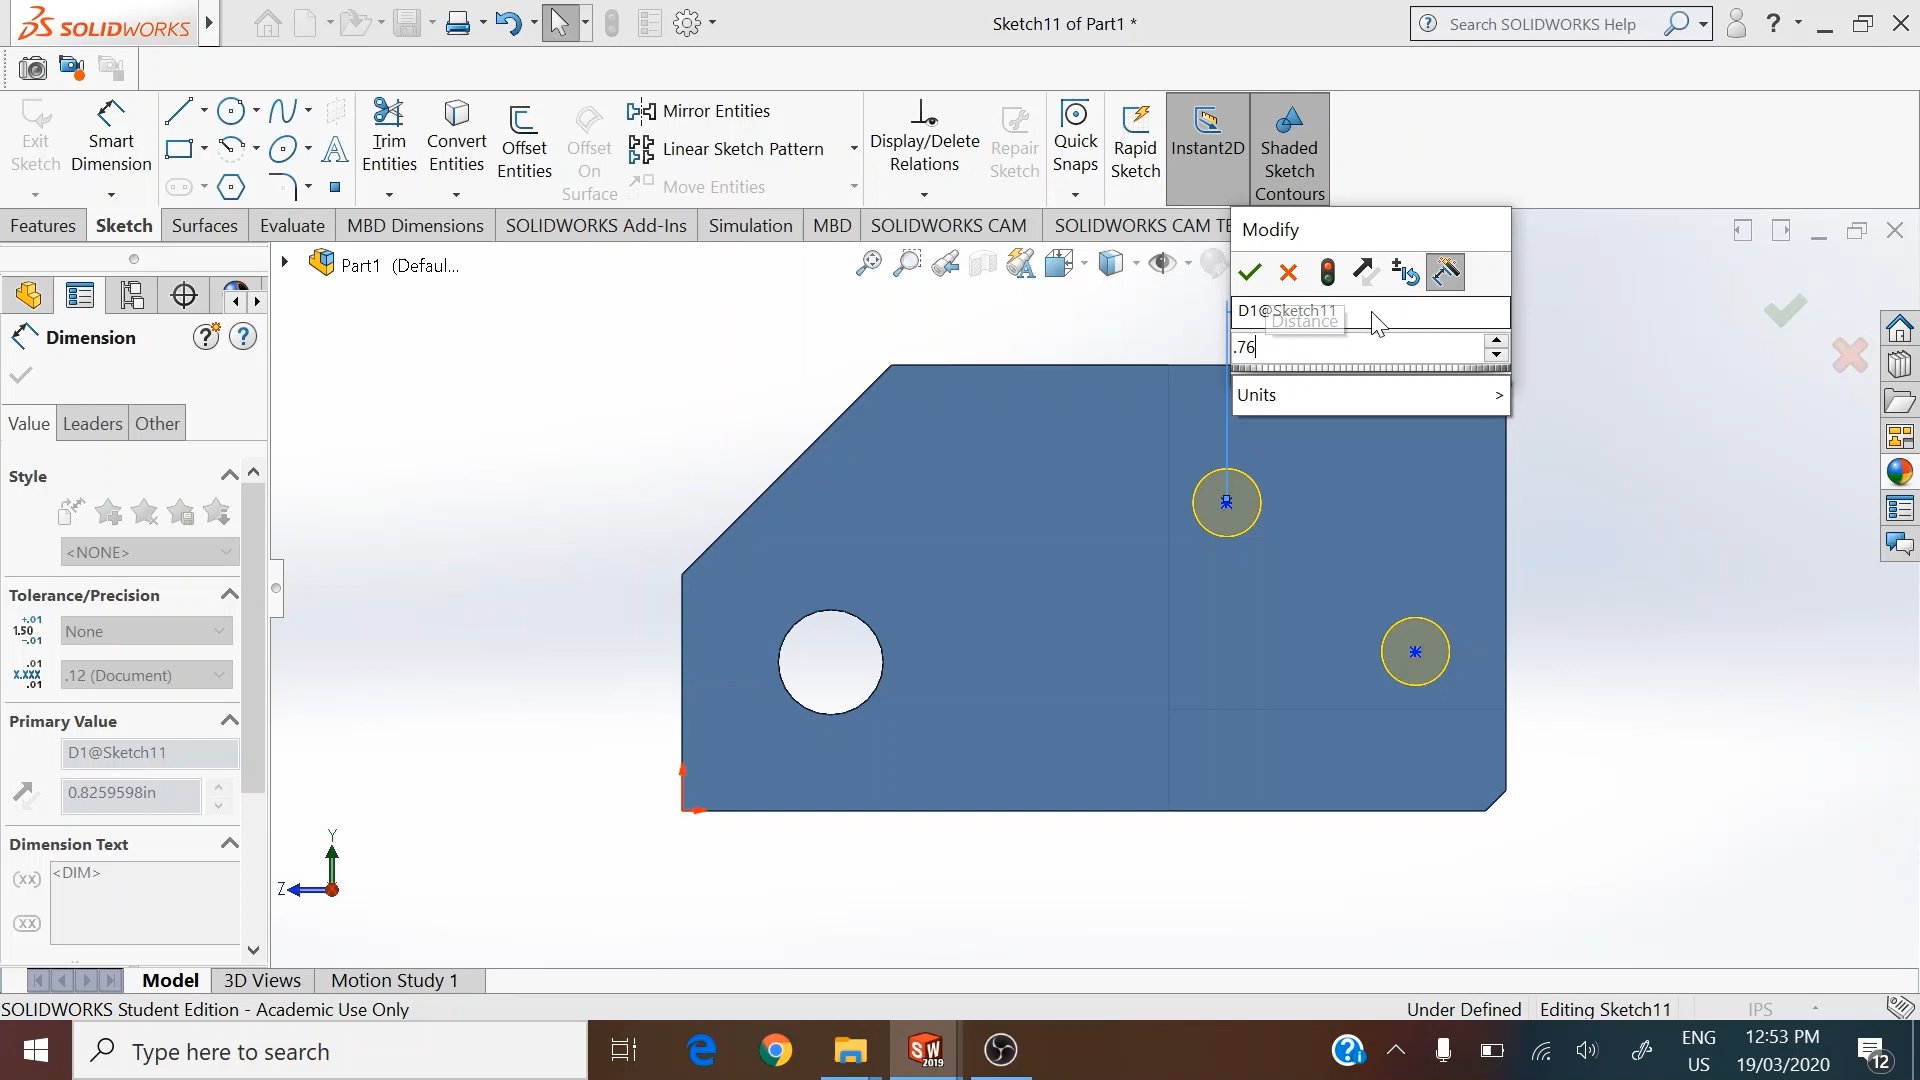 SOLIDWORKS
Sketch11 of Part1 *
Search SOLIDWORKS Help
Exit
Sketch
Smart
Dimension
Trim
Entities
Convert
Entities
Offset
Entities
Offset
On
Surface
Mirror Entities
Linear Sketch Pattern
Move Entities
Display/Delete
Relations
Repair
Sketch
Quick
Snaps
Rapid
Sketch
Instant2D
Shaded
Sketch
Contours
Features
Sketch
Surfaces
Evaluate
MBD Dimensions
SOLIDWORKS Add-Ins
Simulation
MBD
SOLIDWORKS CAM
SOLIDWORKS CAM TE
Modify
D1@Sketch11
Distance
.76
Units >
Part1 (Defaul...
Dimension
Value
Leaders
Other
Style
<NONE>
Tolerance/Precision
None
.12 (Document)
Primary Value
D1@Sketch11
0.8259598in
Dimension Text
<DIM>
(xx)
(xx)
Y
Z
Model
3D Views
Motion Study 1
SOLIDWORKS Student Edition - Academic Use Only
Under Defined
Editing Sketch11
IPS
Type here to search
SW
2019
ENG
US
12:53 PM
19/03/2020
12